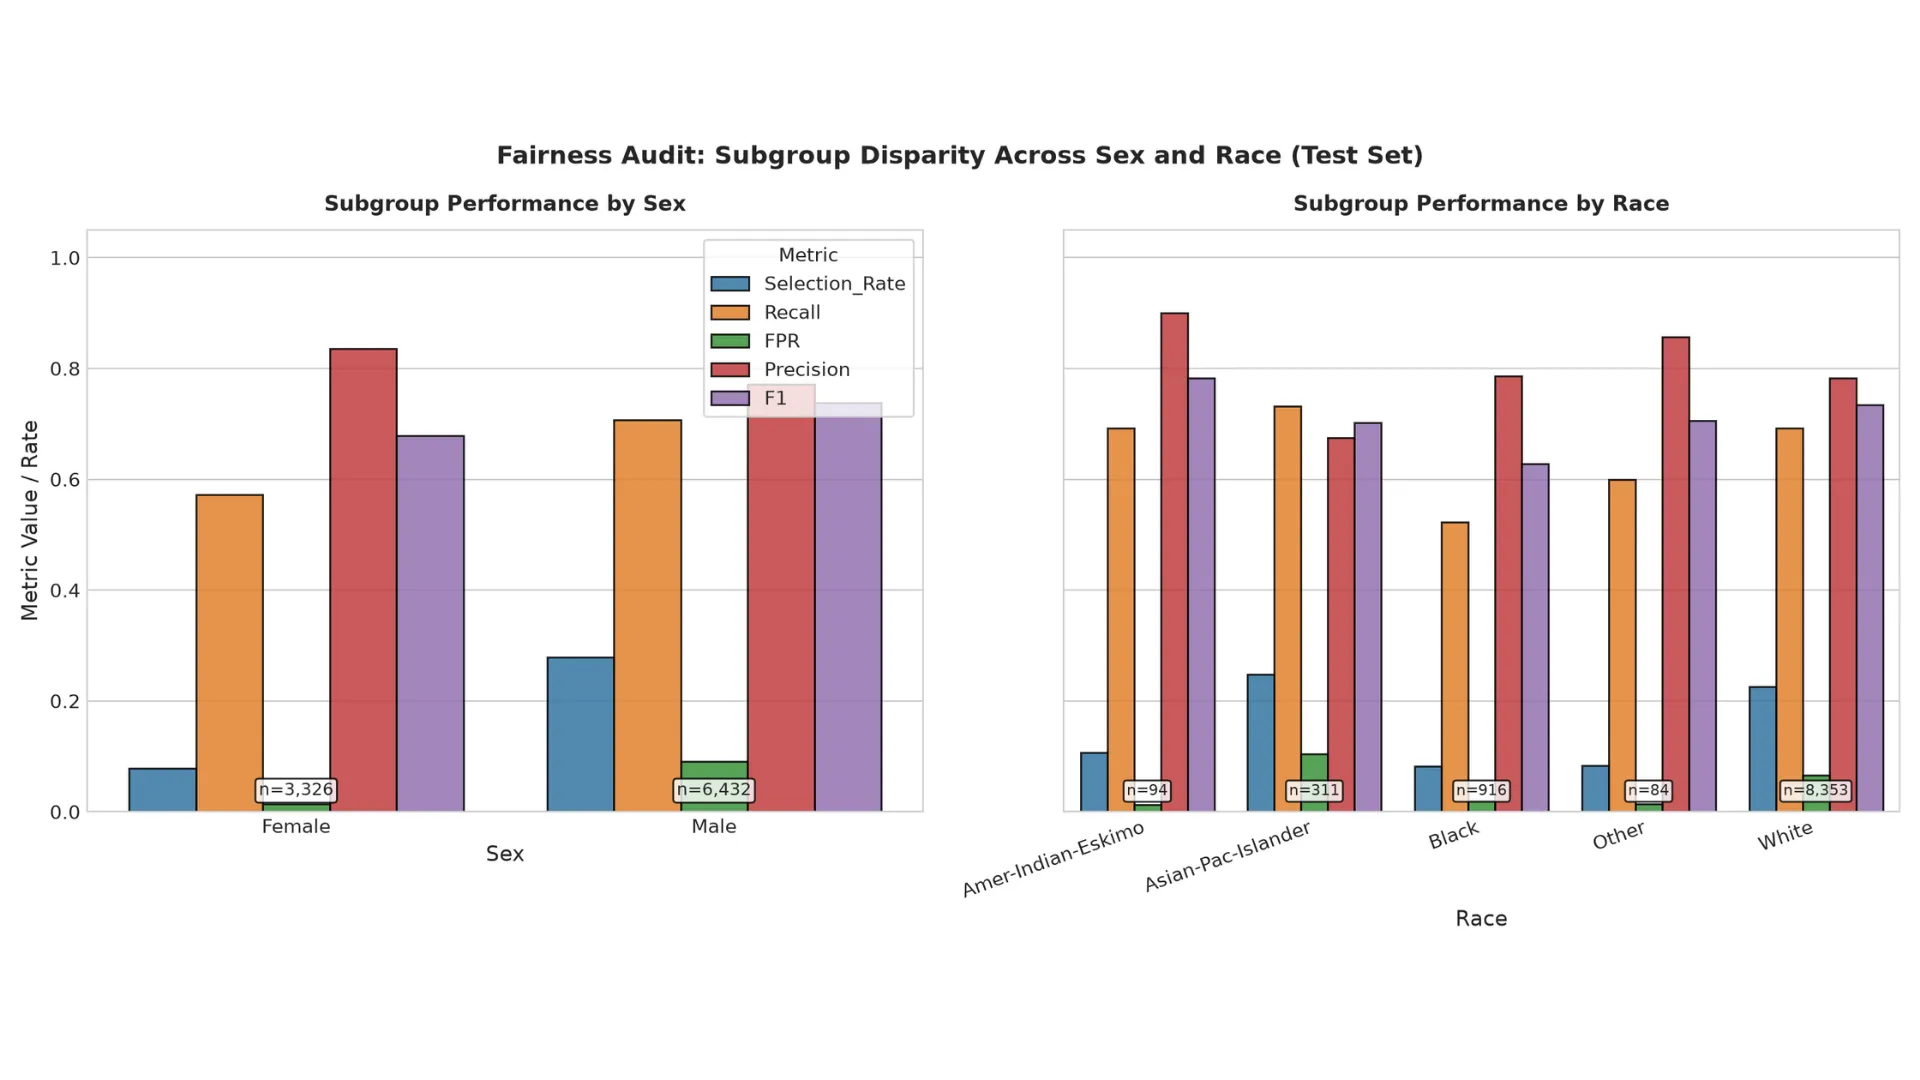 Fairness Audit: Subgroup Disparity Across Sex and Race (Test Set)
Subgroup Performance by Sex
Metric Value / Rate
1.0
0.8
0.6
0.4
0.2
0.0
Metric
Selection_Rate
Recall
FPR
Precision
F1
n=3,326
n=6,432
Female
Male
Sex
Subgroup Performance by Race
n=94
n=311
n=916
n=84
n=8,353
Amer-Indian-Eskimo
Asian-Pac-Islander
Black
Other
White
Race